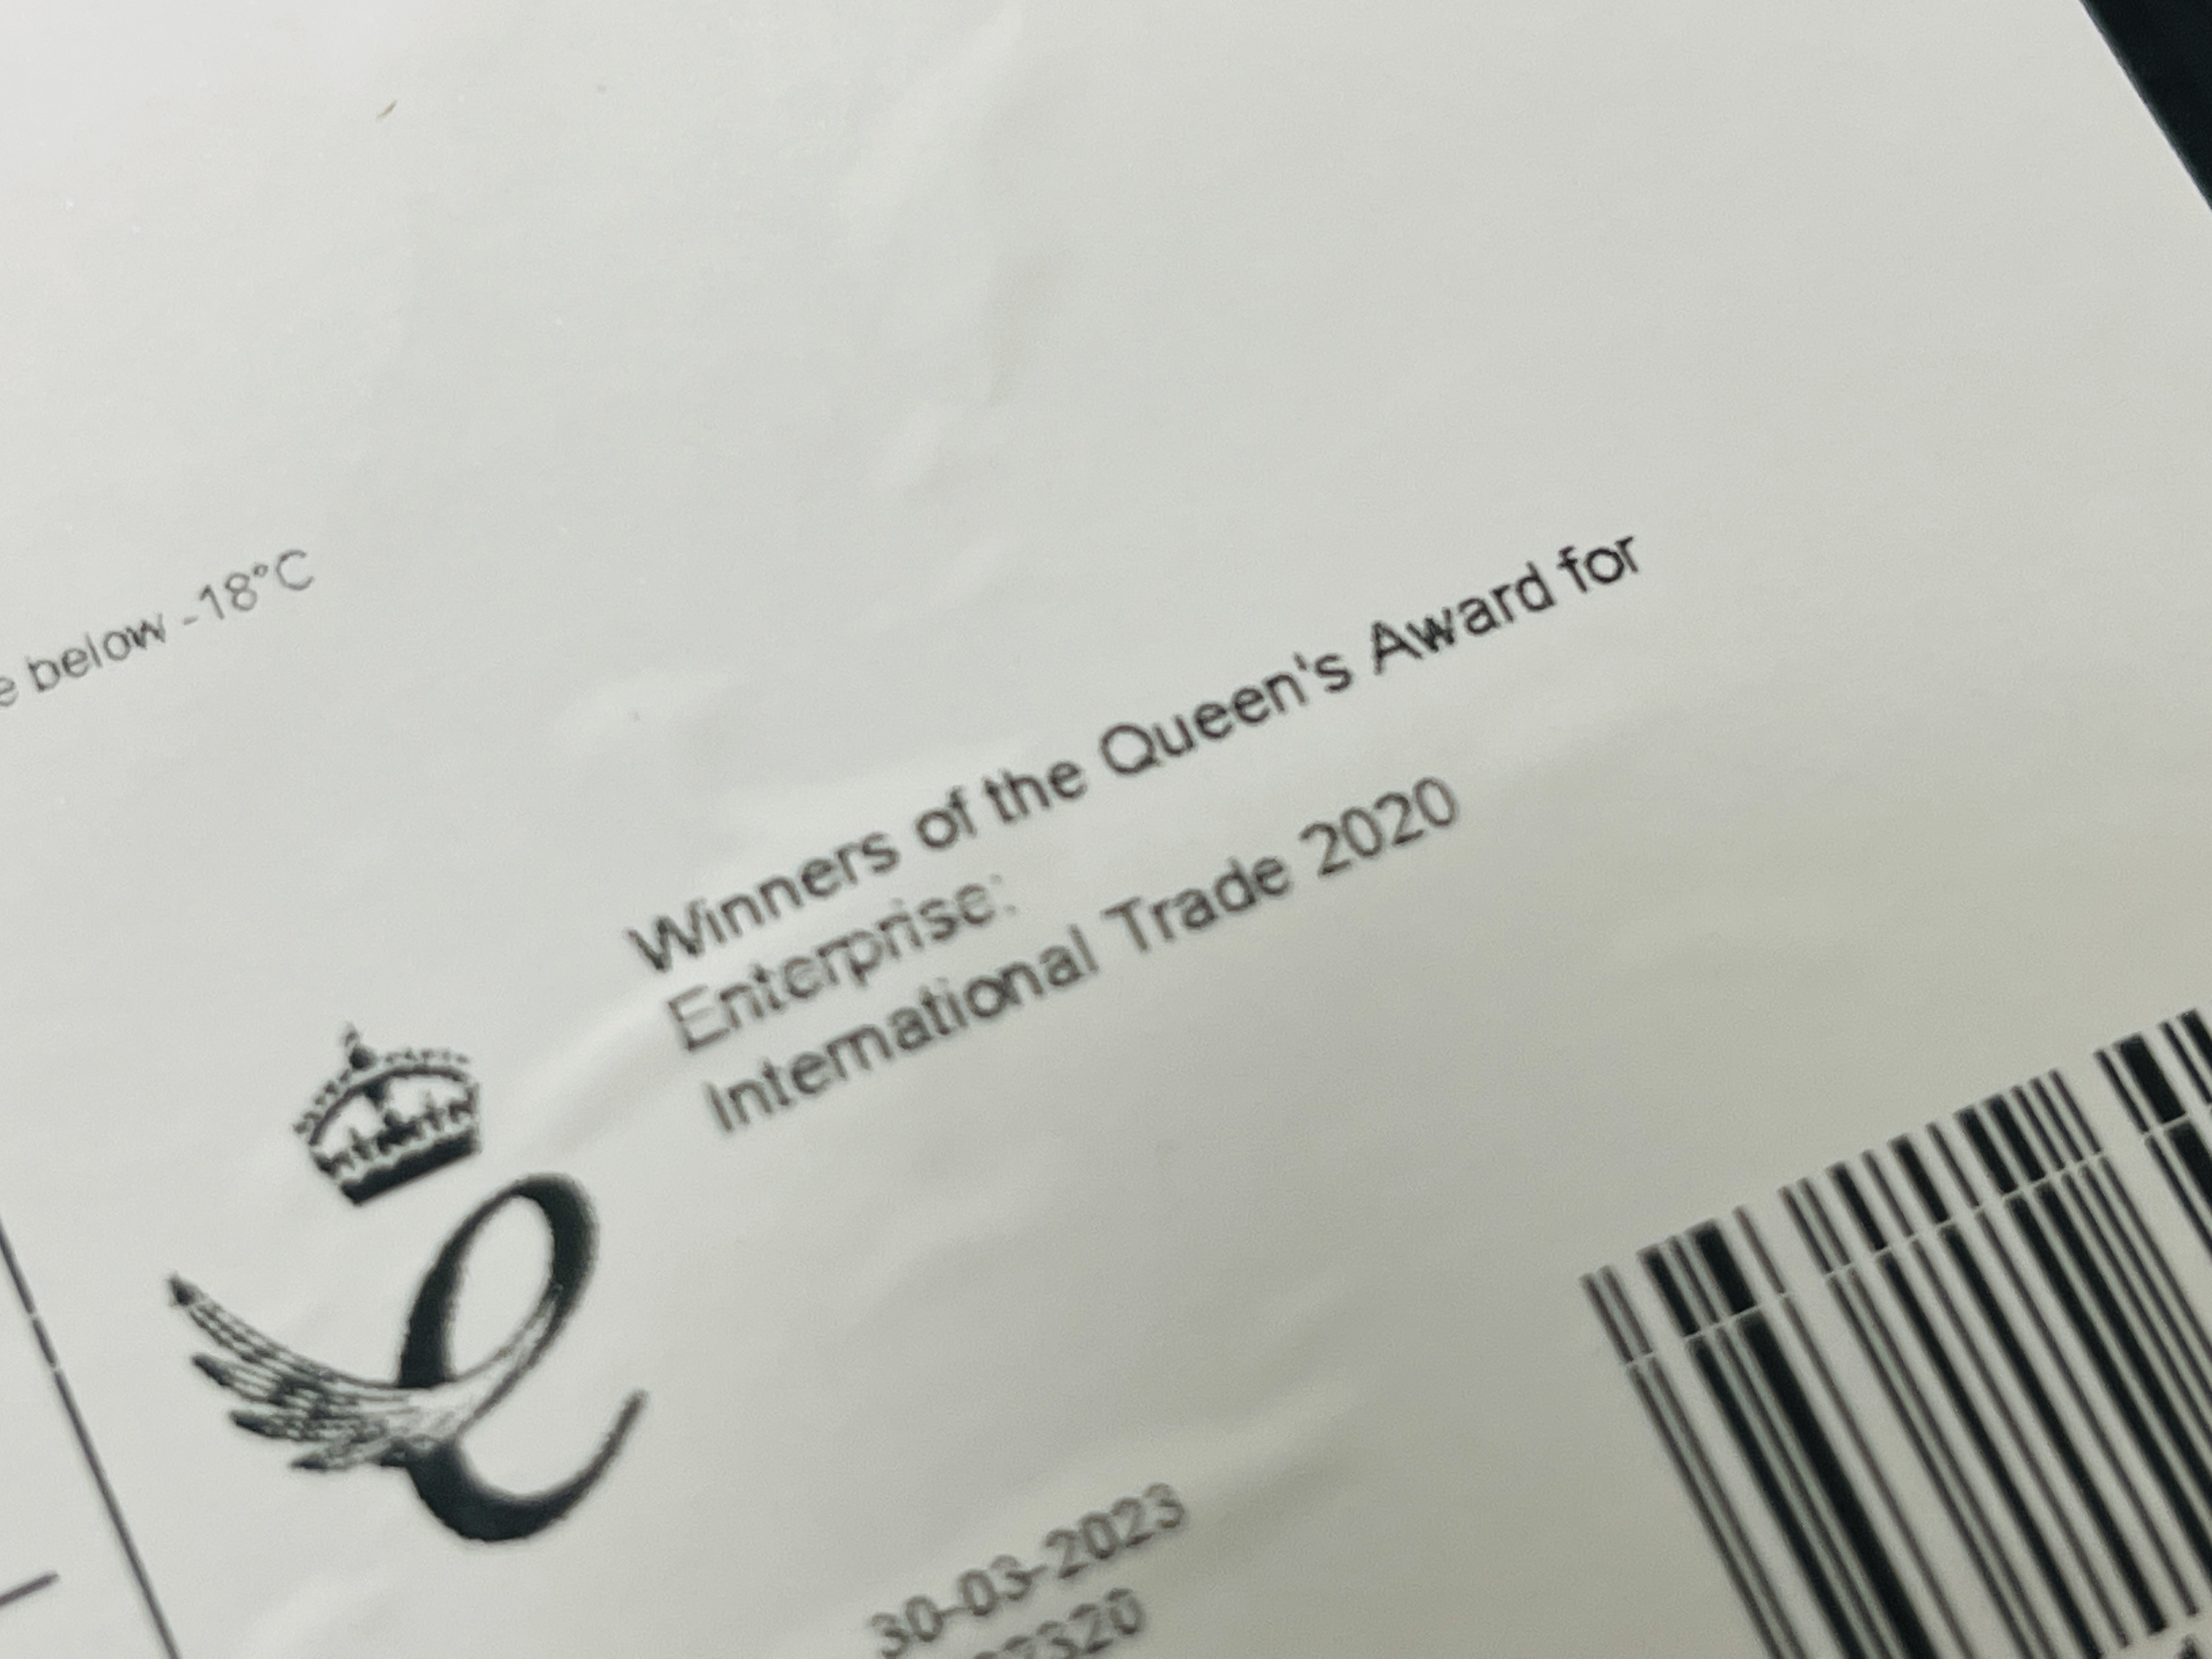 below -18°C
Winners of the Queen's Award for
Enterprise:
International Trade 2020
30-03-2023